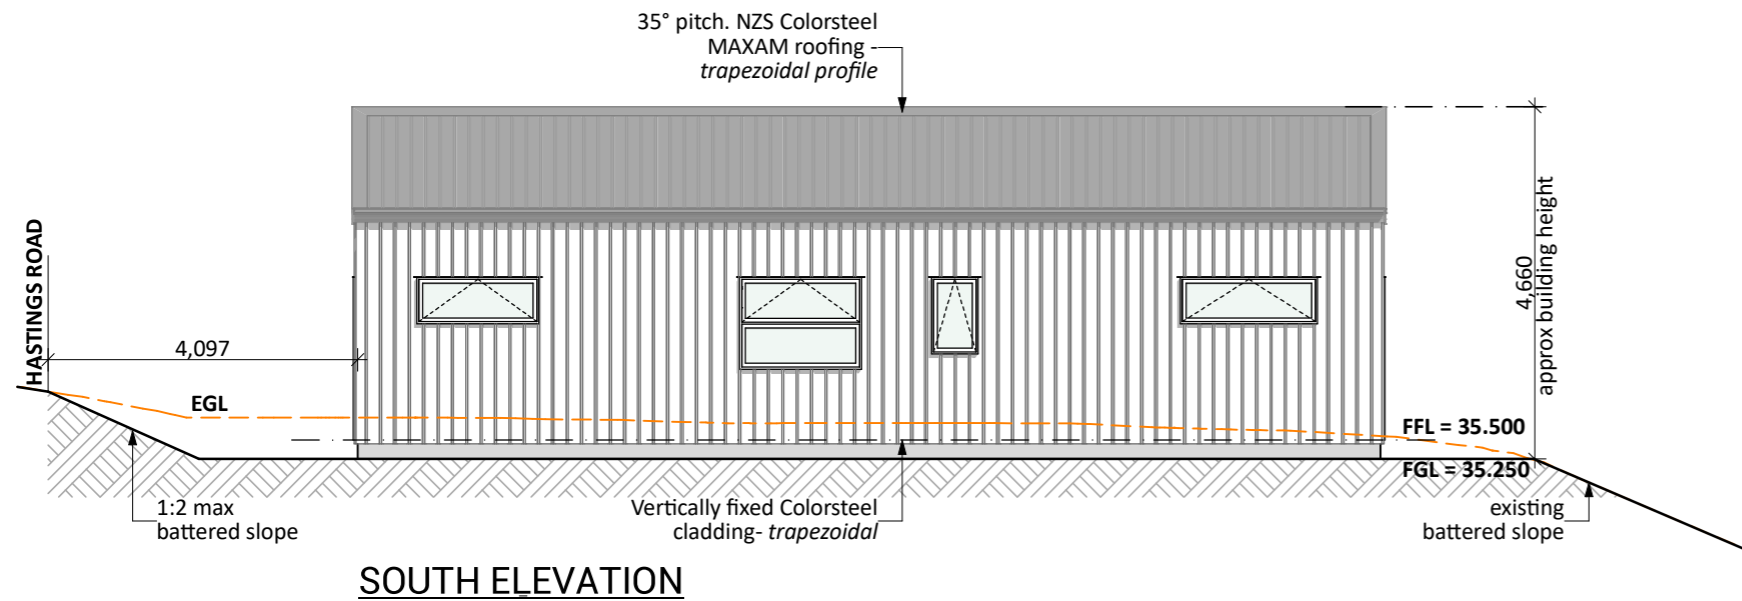 35° pitch. NZS Colorsteel
MAXAM roofing -
trapezoidal profile
HASTINGS ROAD
4,097
EGL
4,660
approx building height
FFL = 35.500
FGL = 35.250
1:2 max
battered slope
Vertically fixed Colorsteel
cladding- trapezoidal
existing
battered slope
SOUTH ELEVATION